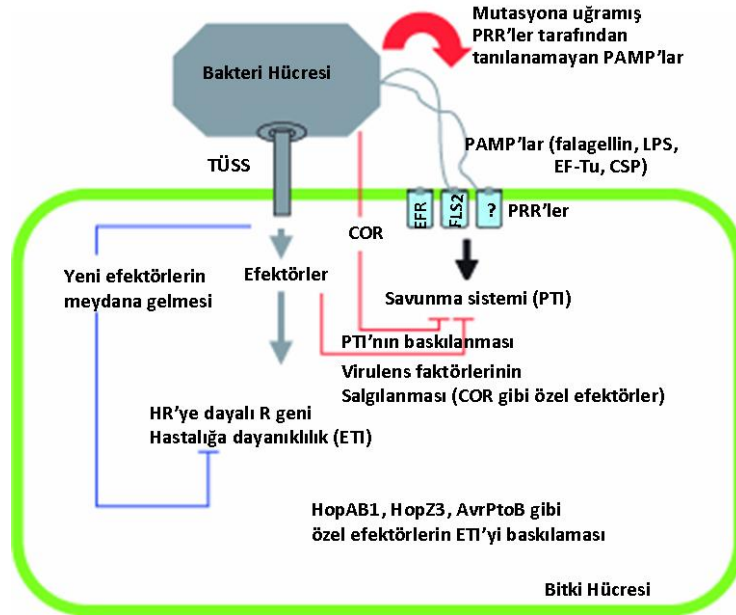 Mutasyona uğramış
PRR'ler tarafından
tanılanamayan PAMP'lar
Bakteri Hücresi
PAMP'lar (falagellin, LPS,
EF-Tu, CSP)
TÜSS
EFR
FLS2
?
PRR'ler
COR
Yeni efektörlerin
meydana gelmesi
Efektörler
Savunma sistemi (PTI)
PTI'nın baskılanması
Virulens faktörlerinin
Salgılanması (COR gibi özel efektörler)
HR'ye dayalı R geni
Hastalığa dayanıklılık (ETI)
HopAB1, HopZ3, AvrPtoB gibi
özel efektörlerin ETI'yi baskılaması
Bitki Hücresi